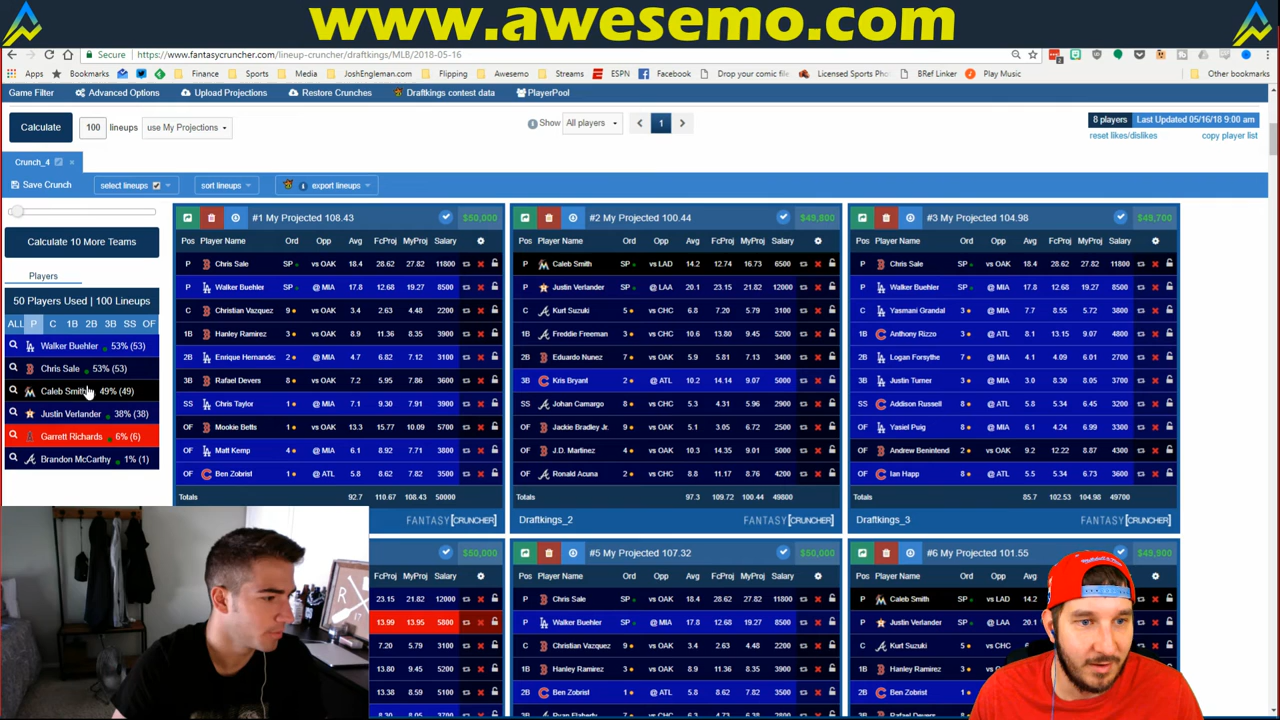 www.awesemo.com
Secure https://www.fantasycruncher.com/lineup-cruncher/draftkings/MLB/2018-05-16
Apps Bookmarks Finance Sports Media JoshEngleman.com Flipping Awesemo Streams ESPN Facebook Drop your comic file Licensed Sports Pho BRef Linker Play Music Other bookmarks
Game Filter Advanced Options Upload Projections Restore Crunches Draftkings contest data PlayerPool
Calculate 100 lineups use My Projections Show All players 1 8 players Last Updated 05/16/18 9:00 am
reset likes/dislikes copy player list
Crunch_4 x
Save Crunch select lineups sort lineups export lineups
Calculate 10 More Teams
Players
50 Players Used | 100 Lineups
ALL P C 1B 2B 3B SS OF
Walker Buehler 53% (53)
Chris Sale 53% (53)
Caleb Smith 49% (49)
Justin Verlander 38% (38)
Garrett Richards 6% (6)
Brandon McCarthy 1% (1)
#1 My Projected 108.43 $50,000
Pos Player Name Ord Opp Avg FcProj MyProj Salary
P Chris Sale SP vs OAK 18.4 28.62 27.82 11800
P Walker Buehler SP @ MIA 17.8 12.68 19.27 8500
C Christian Vazquez 9 vs OAK 3.4 2.63 4.48 2200
1B Hanley Ramirez 3 vs OAK 8.9 11.36 8.35 3900
2B Enrique Hernande 2 @ MIA 4.7 6.82 7.12 3100
3B Rafael Devers 8 vs OAK 7.2 5.95 7.86 3600
SS Chris Taylor 1 @ MIA 7.0 9.91 7.30 3900
OF Mookie Betts 1 vs OAK 13.3 15.77 10.09 5700
OF Matt Kemp 4 @ MIA 6.1 8.92 7.71 3800
OF Ben Zobrist 1 @ ATL 5.8 8.62 7.82 3500
Totals 92.7 110.67 108.43 50000
FANTASY[CRUNCHER]
#2 My Projected 100.44 $49,800
Pos Player Name Ord Opp Avg FcProj MyProj Salary
P Caleb Smith SP vs LAD 14.2 12.74 16.73 6500
P Justin Verlander SP @ LAA 20.1 23.15 21.82 12000
C Kurt Suzuki 5 vs CHC 6.8 7.20 5.79 3100
1B Freddie Freeman 3 vs CHC 10.6 13.80 9.45 5200
2B Eduardo Nunez 7 vs OAK 5.9 5.81 7.13 3400
3B Kris Bryant 2 @ ATL 10.2 14.14 9.07 5000
SS Johan Camargo 8 vs CHC 5.3 4.73 5.34 2900
OF Jackie Bradley Jr. 9 vs OAK 5.1 3.05 6.72 2500
OF J.D. Martinez 4 vs OAK 10.3 14.35 9.01 5000
OF Ronald Acuna 2 vs CHC 8.8 11.17 8.76 4200
Totals 97.3 109.72 100.44 49800
Draftkings_2 FANTASY[CRUNCHER]
#3 My Projected 104.98 $49,700
Pos Player Name Ord Opp Avg FcProj MyProj Salary
P Chris Sale SP vs OAK 18.4 28.62 27.82 11800
P Walker Buehler SP @ MIA 17.8 12.68 19.27 8500
C Yasmani Grandal 3 @ MIA 7.7 8.55 5.72 3800
1B Anthony Rizzo 3 @ ATL 8.1 13.15 9.07 4800
2B Logan Forsythe 7 @ MIA 4.1 4.09 6.01 2700
3B Justin Turner 3 @ MIA 0.0 8.30 8.05 3700
SS Addison Russell 8 @ ATL 5.5 5.34 5.54 3200
OF Yasiel Puig 6 @ MIA 6.1 4.24 6.99 3300
OF Andrew Benintend 2 vs OAK 9.2 12.22 8.87 4300
OF Ian Happ 8 @ ATL 5.5 5.34 6.73 3600
Totals 85.7 102.53 104.98 49700
Draftkings_3 FANTASY[CRUNCHER]
$50,000
FcProj MyProj Salary
23.15 21.82 12000
13.99 13.95 5800
7.20 5.79 3100
13.80 9.45 5200
13.38 8.59 5100
#5 My Projected 107.32 $50,000
Pos Player Name Ord Opp Avg FcProj MyProj Salary
P Chris Sale SP vs OAK 18.4 28.62 27.82 11800
P Walker Buehler SP @ MIA 17.8 12.68 19.27 8500
C Christian Vazquez 9 vs OAK 3.4 2.63 4.48 2200
1B Hanley Ramirez 3 vs OAK 8.9 11.36 8.35 3900
2B Ben Zobrist 1 @ ATL 5.8 8.62 7.82 3500
#6 My Projected 101.55 $49,900
Pos Player Name Ord Opp Avg
P Caleb Smith SP vs LAD 14.2
P Justin Verlander SP @ LAA 20.1
C Kurt Suzuki 5 vs CHC
1B Hanley Ramirez 3 vs OAK
2B Ben Zobrist 1 @ ATL